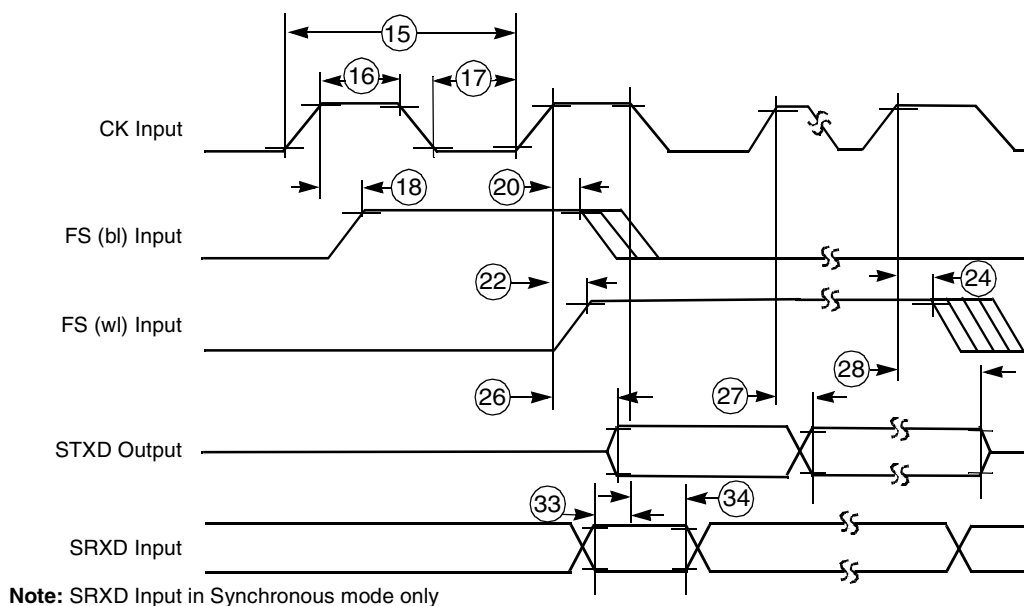 15
16
17
CK Input
18
20
FS (bl) Input
22
24
FS (wl) Input
26
27
28
STXD Output
33
34
SRXD Input
Note: SRXD Input in Synchronous mode only